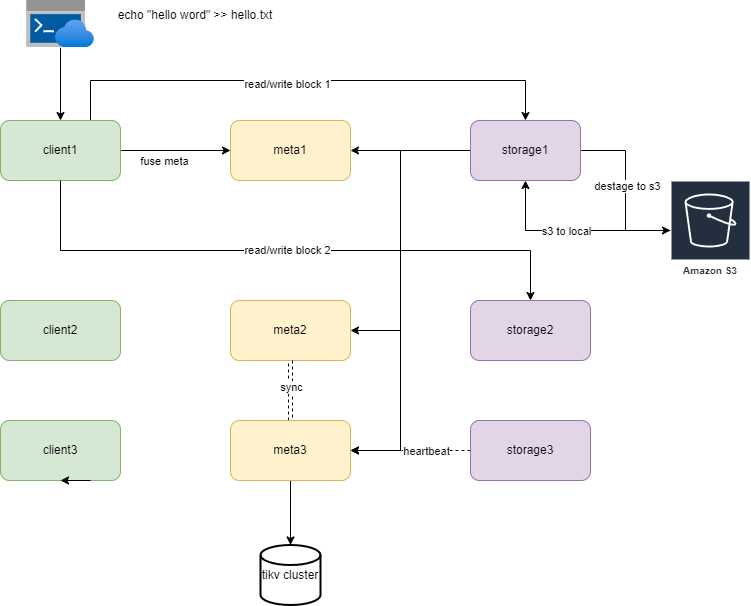 echo "hello word" >> hello.txt
read/write block 1
client1
meta1
storage1
fuse meta
destage to s3
s3 to local
read/write block 2
Amazon S3
client2
meta2
storage2
sync
client3
meta3
heartbeat
storage3
tikv cluster